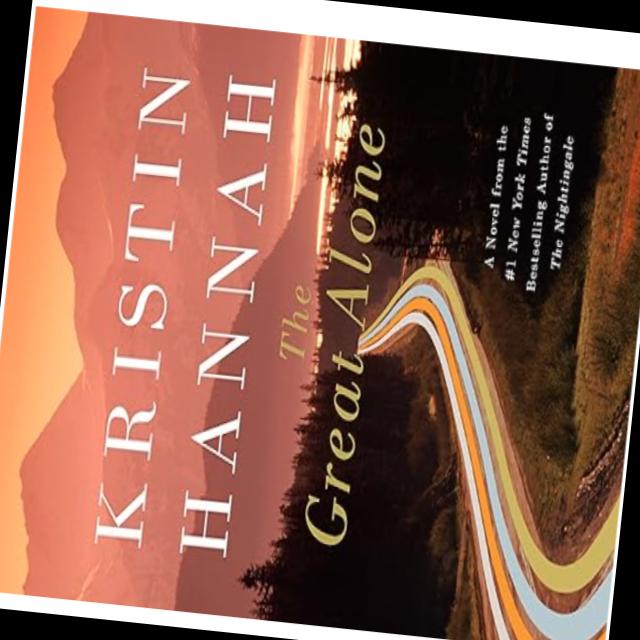 KRISTIN
HANNAH
The
Great Alone
A Novel from the
#1 New York Times
Bestselling Author of
The Nightingale